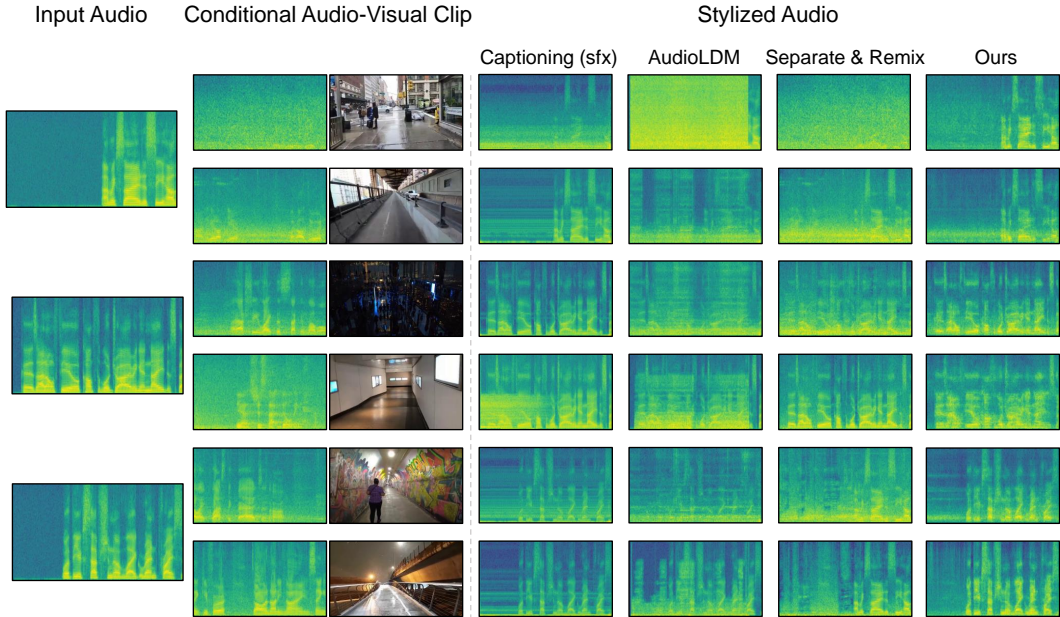 Input Audio
Conditional Audio-Visual Clip
Stylized Audio
Captioning (sfx)
AudioLDM
Separate & Remix
Ours